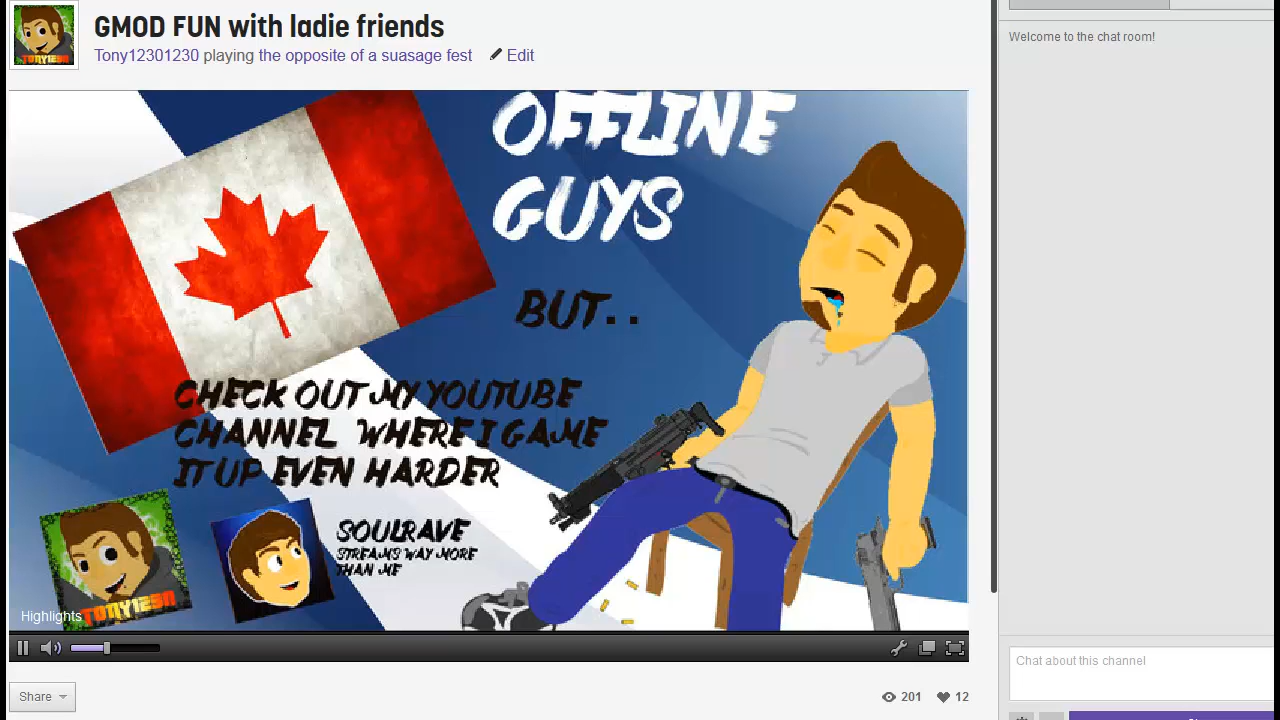 GMOD FUN with ladie friends
Tony12301230 playing the opposite of a suasage fest Edit
Welcome to the chat room!
OFFLINE
GUYS
BUT..
CHECK OUT MY YOUTUBE
CHANNEL WHERE I GAME
IT UP EVEN HARDER
SOULRAVE
STREAMS WAY MORE
THAN ME
Highlights
Chat about this channel
Share
201 12